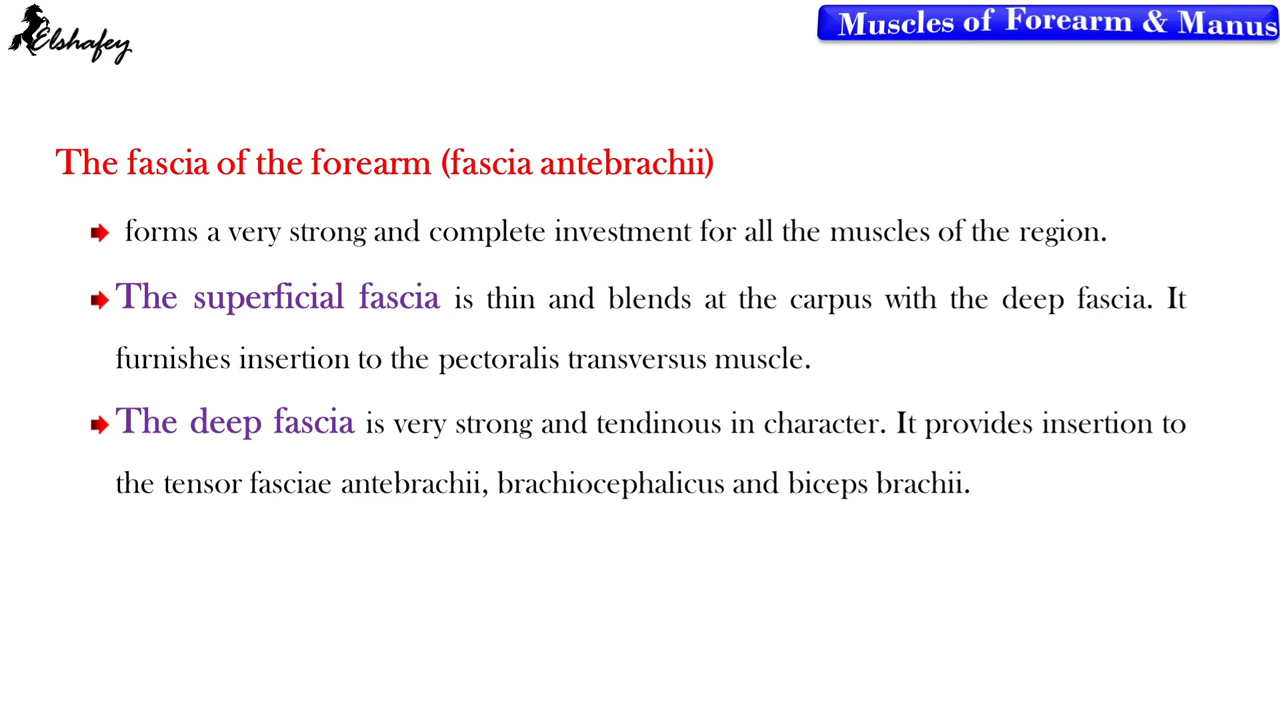 Elshafey
Muscles of Forearm & Manus
The fascia of the forearm (fascia antebrachii)
forms a very strong and complete investment for all the muscles of the region.
The superficial fascia is thin and blends at the carpus with the deep fascia. It
furnishes insertion to the pectoralis transversus muscle.
The deep fascia is very strong and tendinous in character. It provides insertion to
the tensor fasciae antebrachii, brachiocephalicus and biceps brachii.